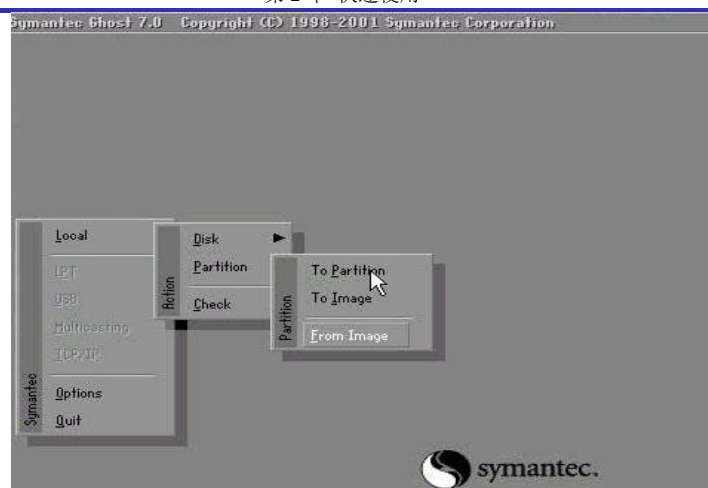 Symantec Ghost 7.0 Copyright (C) 1998-2001 Symantec Corporation
Local
LPT
USB
Multicasting
TCP/IP
Options
Quit
Symantec
Disk
Partition
Check
Action
To Partition
To Image
From Image
Partition
symantec.